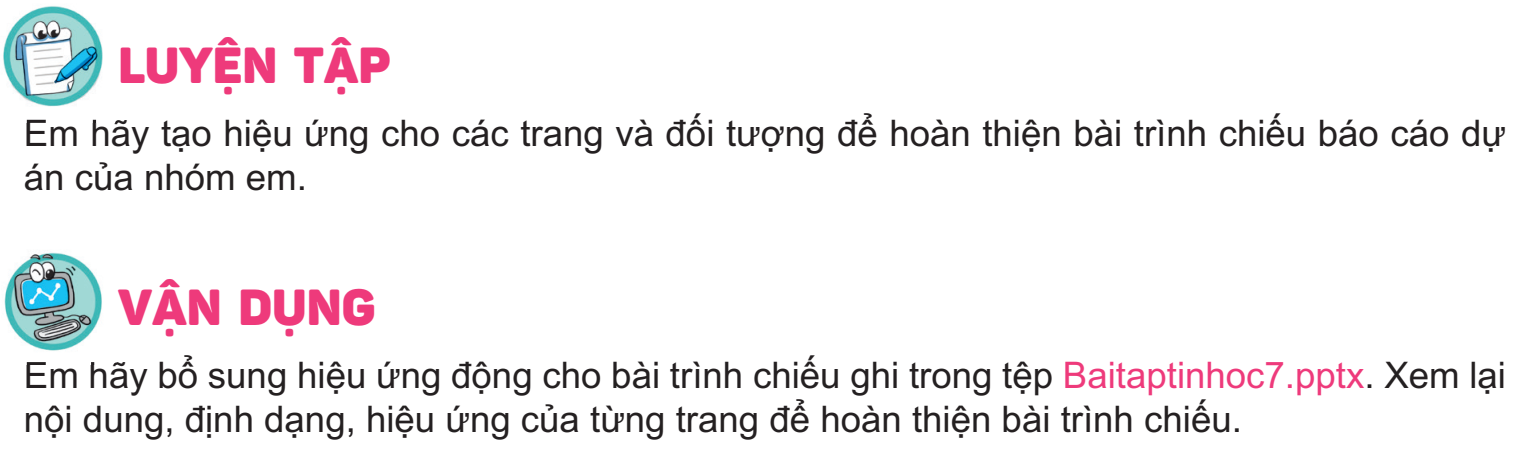 LUYỆN TẬP
Em hãy tạo hiệu ứng cho các trang và đối tượng để hoàn thiện bài trình chiếu báo cáo dự
án của nhóm em.
VẬN DỤNG
Em hãy bổ sung hiệu ứng động cho bài trình chiếu ghi trong tệp Baitaptinhoc7.pptx. Xem lại
nội dung, định dạng, hiệu ứng của từng trang để hoàn thiện bài trình chiếu.